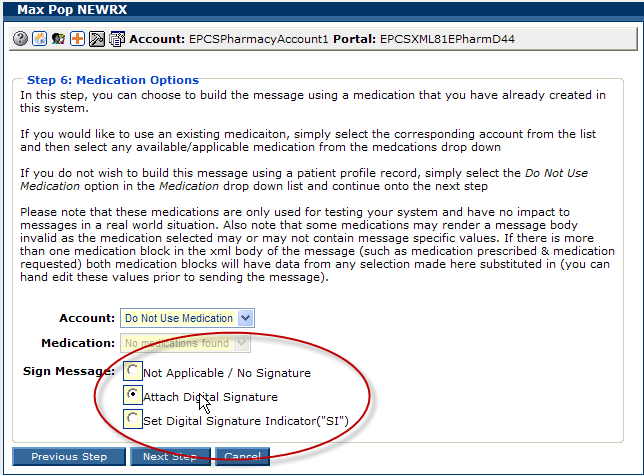 Max Pop NEWRX
Account: EPCSPharmacyAccount1 Portal: EPCSXML81EPharmD44
Step 6: Medication Options
In this step, you can choose to build the message using a medication that you have already created in
this system.
If you would like to use an existing medicaiton, simply select the corresponding account from the list
and then select any available/applicable medication from the medcations drop down
If you do not wish to build this message using a patient profile record, simply select the Do Not Use
Medication option in the Medication drop down list and continue onto the next step
Please note that these medications are only used for testing your system and have no impact to
messages in a real world situation. Also note that some medications may render a message body
invalid as the medication selected may or may not contain message specific values. If there is more
than one medication block in the xml body of the message (such as medication prescribed & medication
requested) both medication blocks will have data from any selection made here substituted in (you can
hand edit these values prior to sending the message).
Account: Do Not Use Medication
Medication: No medications found
Sign Message: Not Applicable / No Signature
Attach Digital Signature
Set Digital Signature Indicator("SI")
Previous Step Next Step Cancel